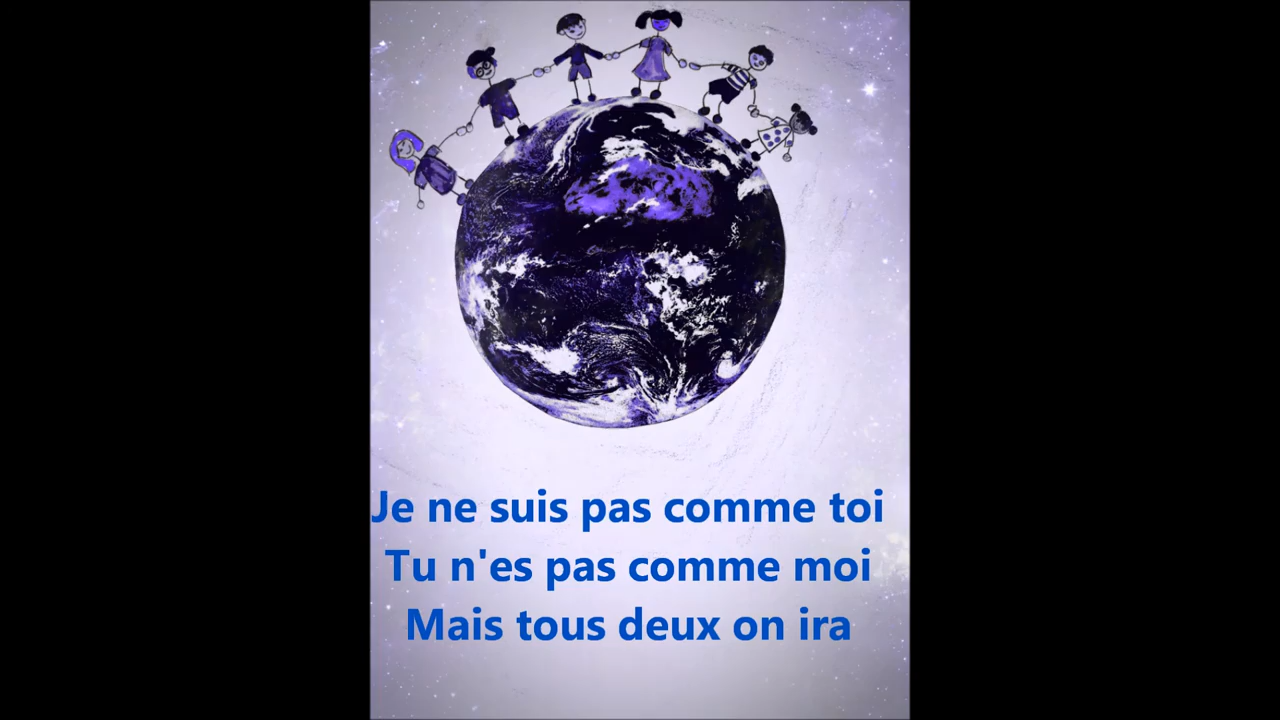 Je ne suis pas comme toi
Tu n'es pas comme moi
Mais tous deux on ira